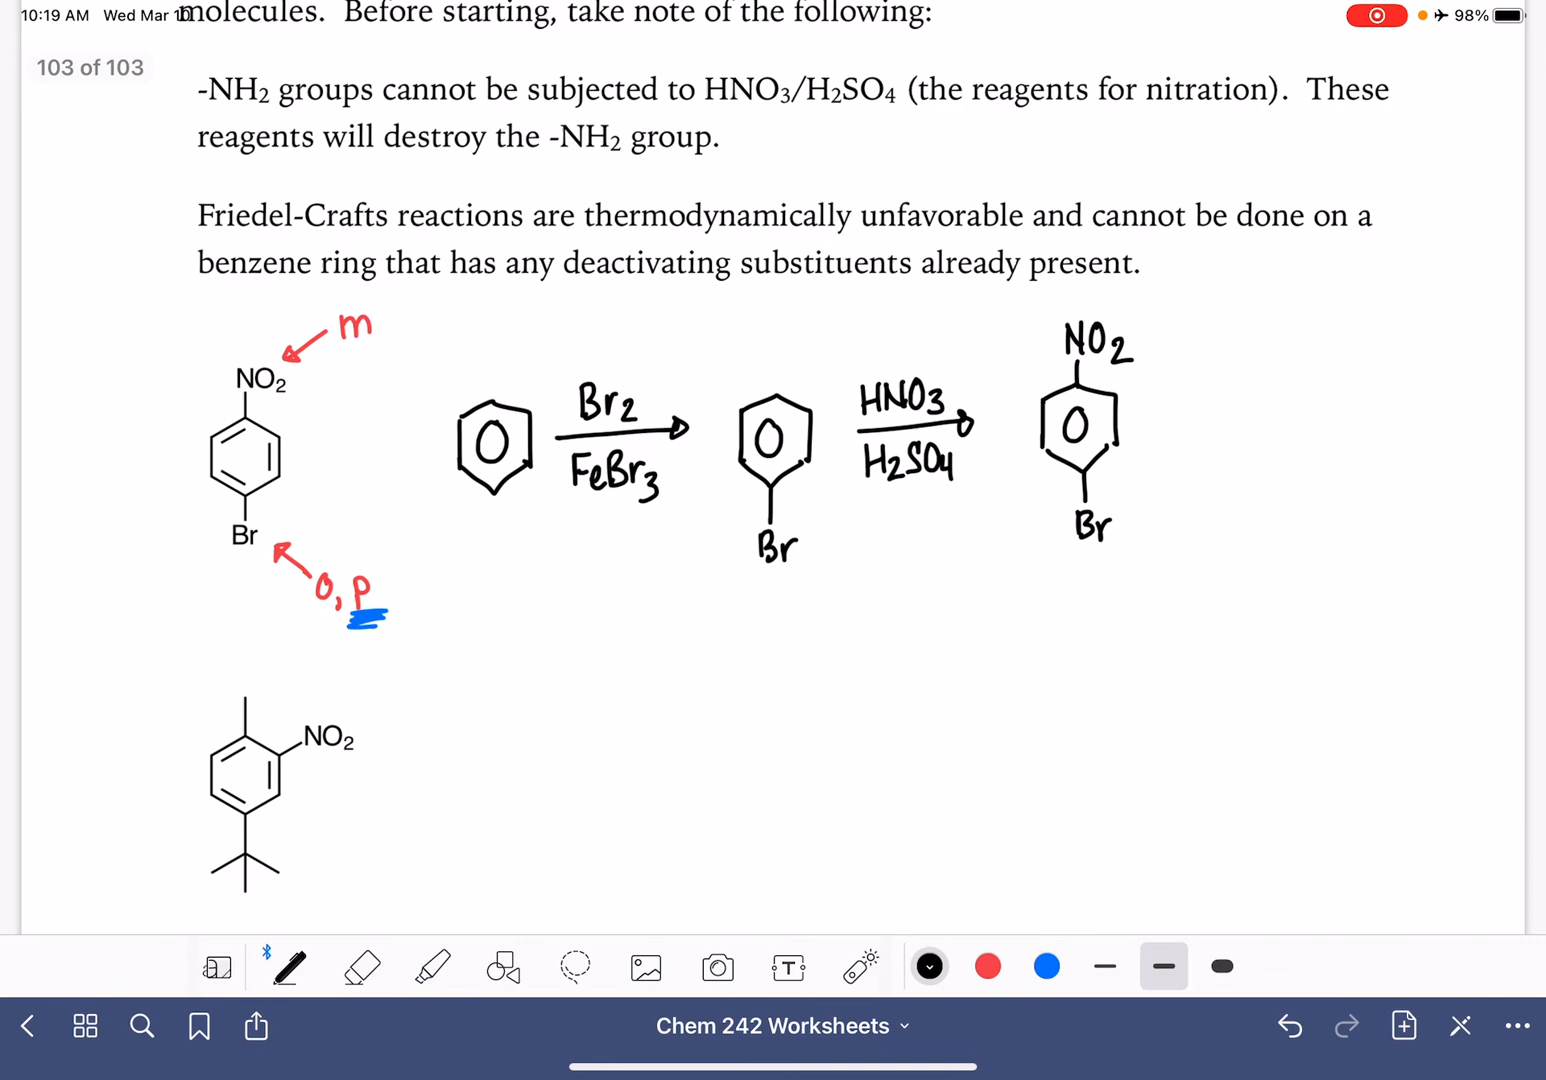 10:19 AM Wed Mar 10
98%
molecules. Before starting, take note of the following:
103 of 103
-NH₂ groups cannot be subjected to HNO₃/H₂SO₄ (the reagents for nitration). These
reagents will destroy the -NH₂ group.
Friedel-Crafts reactions are thermodynamically unfavorable and cannot be done on a
benzene ring that has any deactivating substituents already present.
m
NO₂
Br
o, p
Br₂
FeBr₃
Br
HNO₃
H₂SO₄
NO₂
Br
NO₂
T
Chem 242 Worksheets